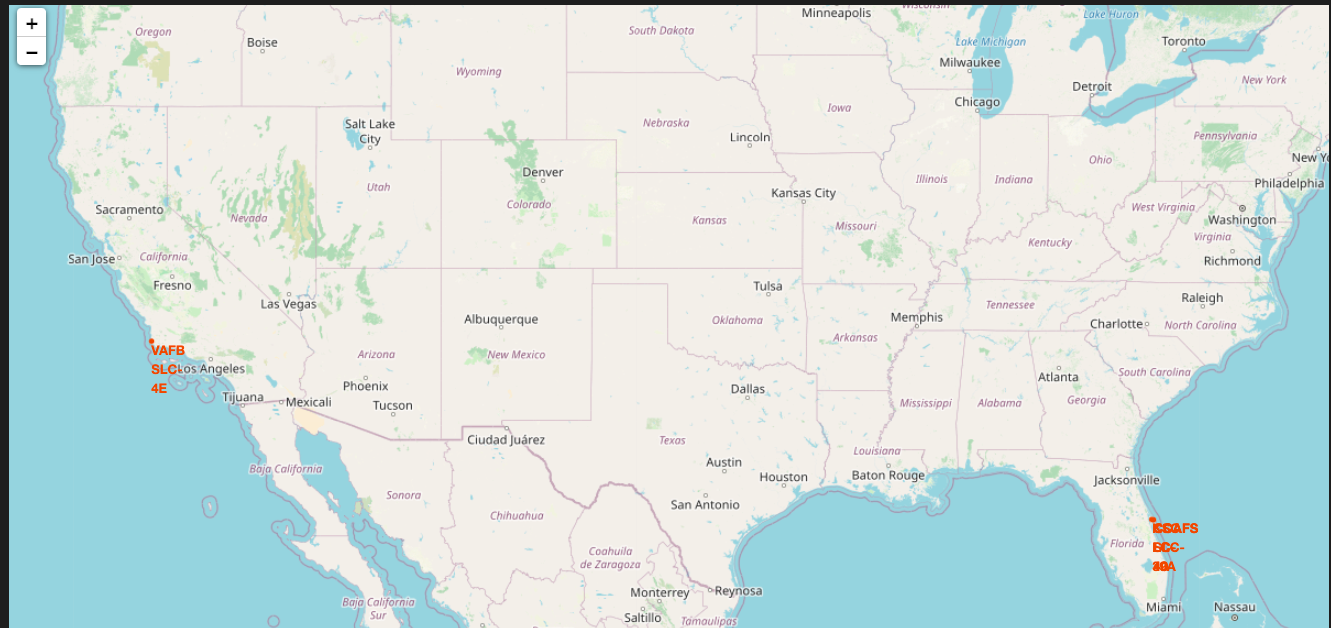 +
−
Oregon
Boise
South Dakota
Minneapolis
Wisconsin
Lake Huron
Lake Michigan
Toronto
Wyoming
Milwaukee
Detroit
New York
Chicago
Iowa
Nebraska
Salt Lake
City
Lincoln
Pennsylvania
Ohio
New Yo
Denver
Utah
Illinois
Indiana
Philadelphia
Colorado
Kansas City
Sacramento
Nevada
Kansas
Missouri
West Virginia
Washington
Virginia
San Jose
California
Kentucky
Richmond
Fresno
Las Vegas
Tulsa
Raleigh
Tennessee
Albuquerque
Oklahoma
Memphis
Charlotte
North Carolina
Arkansas
VAFB
SLC-
4E
Los Angeles
Arizona
New Mexico
South Carolina
Atlanta
Phoenix
Dallas
Tijuana
Mexicali
Tucson
Mississippi
Alabama
Georgia
Ciudad Juárez
Texas
Louisiana
Austin
Baton Rouge
Baja California
Houston
Jacksonville
Sonora
San Antonio
Chihuahua
Florida
Coahuila
de Zaragoza
Monterrey
Reynosa
Baja California
Sur
Saltillo
Tamaulipas
Miami
Nassau